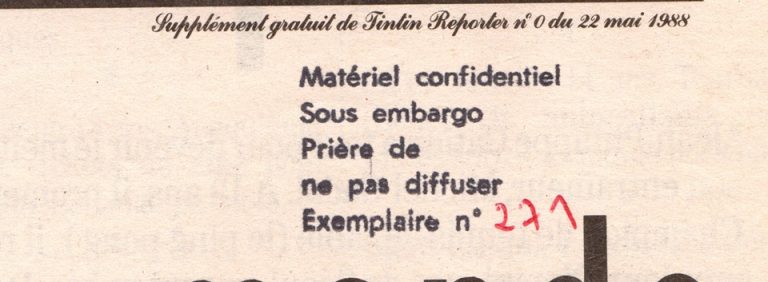 Supplément gratuit de Tintin Reporter n° 0 du 22 mai 1988
Matériel confidentiel
Sous embargo
Prière de
ne pas diffuser
Exemplaire n° 271